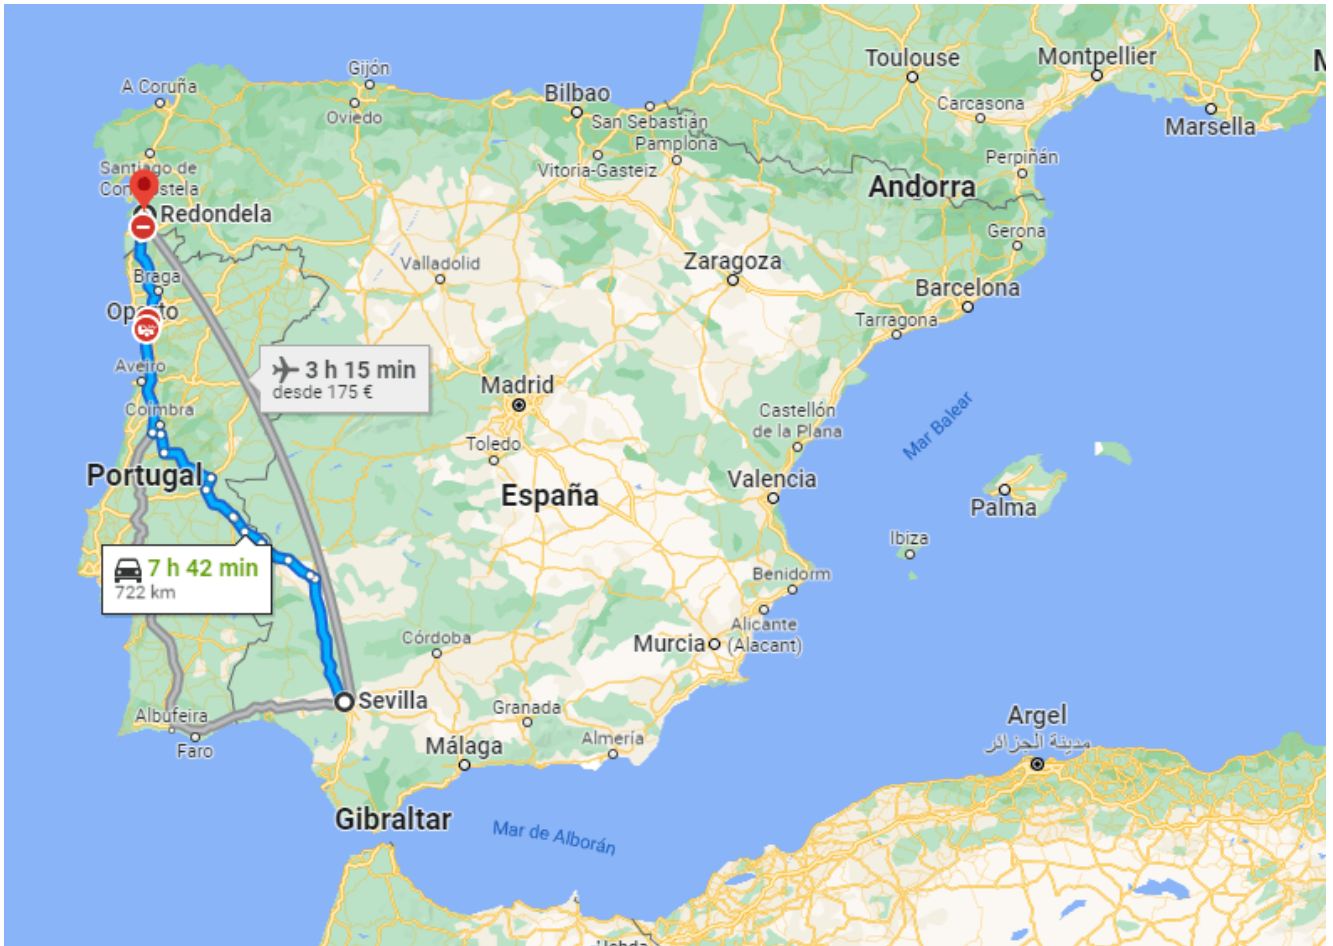 Toulouse
Montpellier
Gijón
A Coruña
Bilbao
Carcasona
Oviedo
San Sebastián
Marsella
Pamplona
Perpiñán
Santiago de
Vitoria-Gasteiz
Andorra
Redondela
Gerona
Valladolid
Zaragoza
Braga
Barcelona
Tarragona
Aveiro
3 h 15 min
desde 175 €
Madrid
Coimbra
Castellón
de la Plana
Mar Balear
Toledo
Portugal
España
Valencia
Palma
Ibiza
7 h 42 min
722 km
Benidorm
Alicante
(Alacant)
Murcia
Córdoba
Sevilla
Granada
Albufeira
Faro
Málaga
Almería
Argel
مدينة الجزائر
Gibraltar
Mar de Alborán